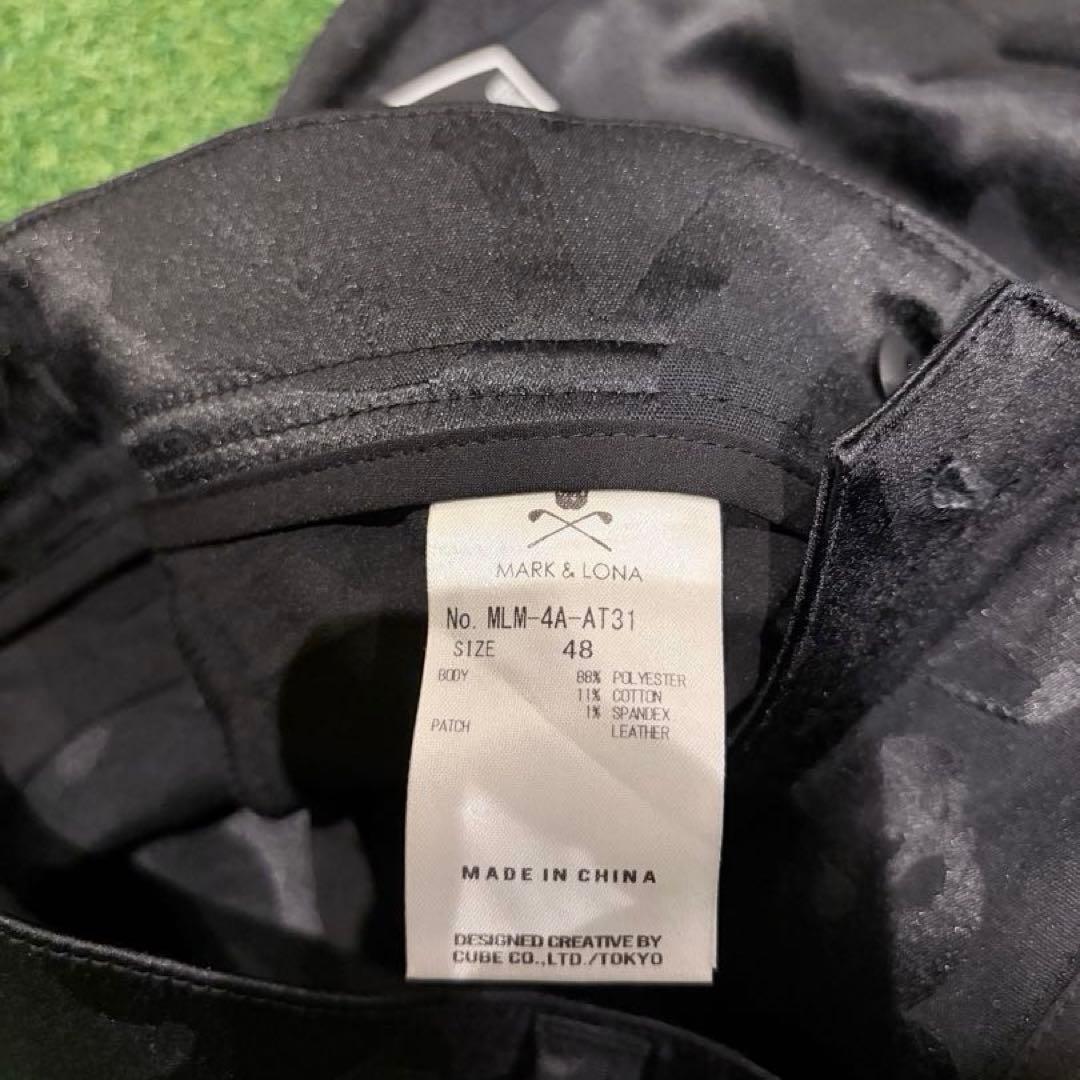 MARK & LONA
No. MLM-4A-AT31
SIZE 48
BODY 88% POLYESTER
11% COTTON
1% SPANDEX
PATCH LEATHER
MADE IN CHINA
DESIGNED CREATIVE BY
CUBE CO.,LTD./TOKYO